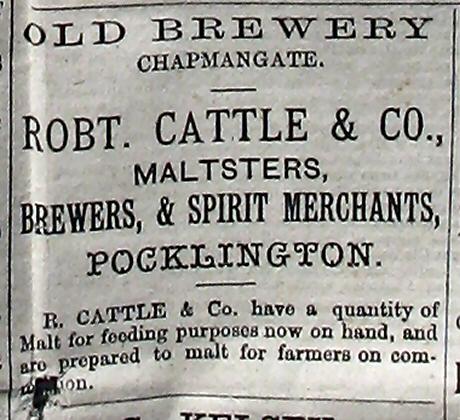 OLD BREWERY
CHAPMANGATE.
ROBT. CATTLE & CO.,
MALTSTERS,
BREWERS, & SPIRIT MERCHANTS,
POCKLINGTON.
R. CATTLE & Co. have a quantity of
Malt for feeding purposes now on hand, and
are prepared to malt for farmers on com-